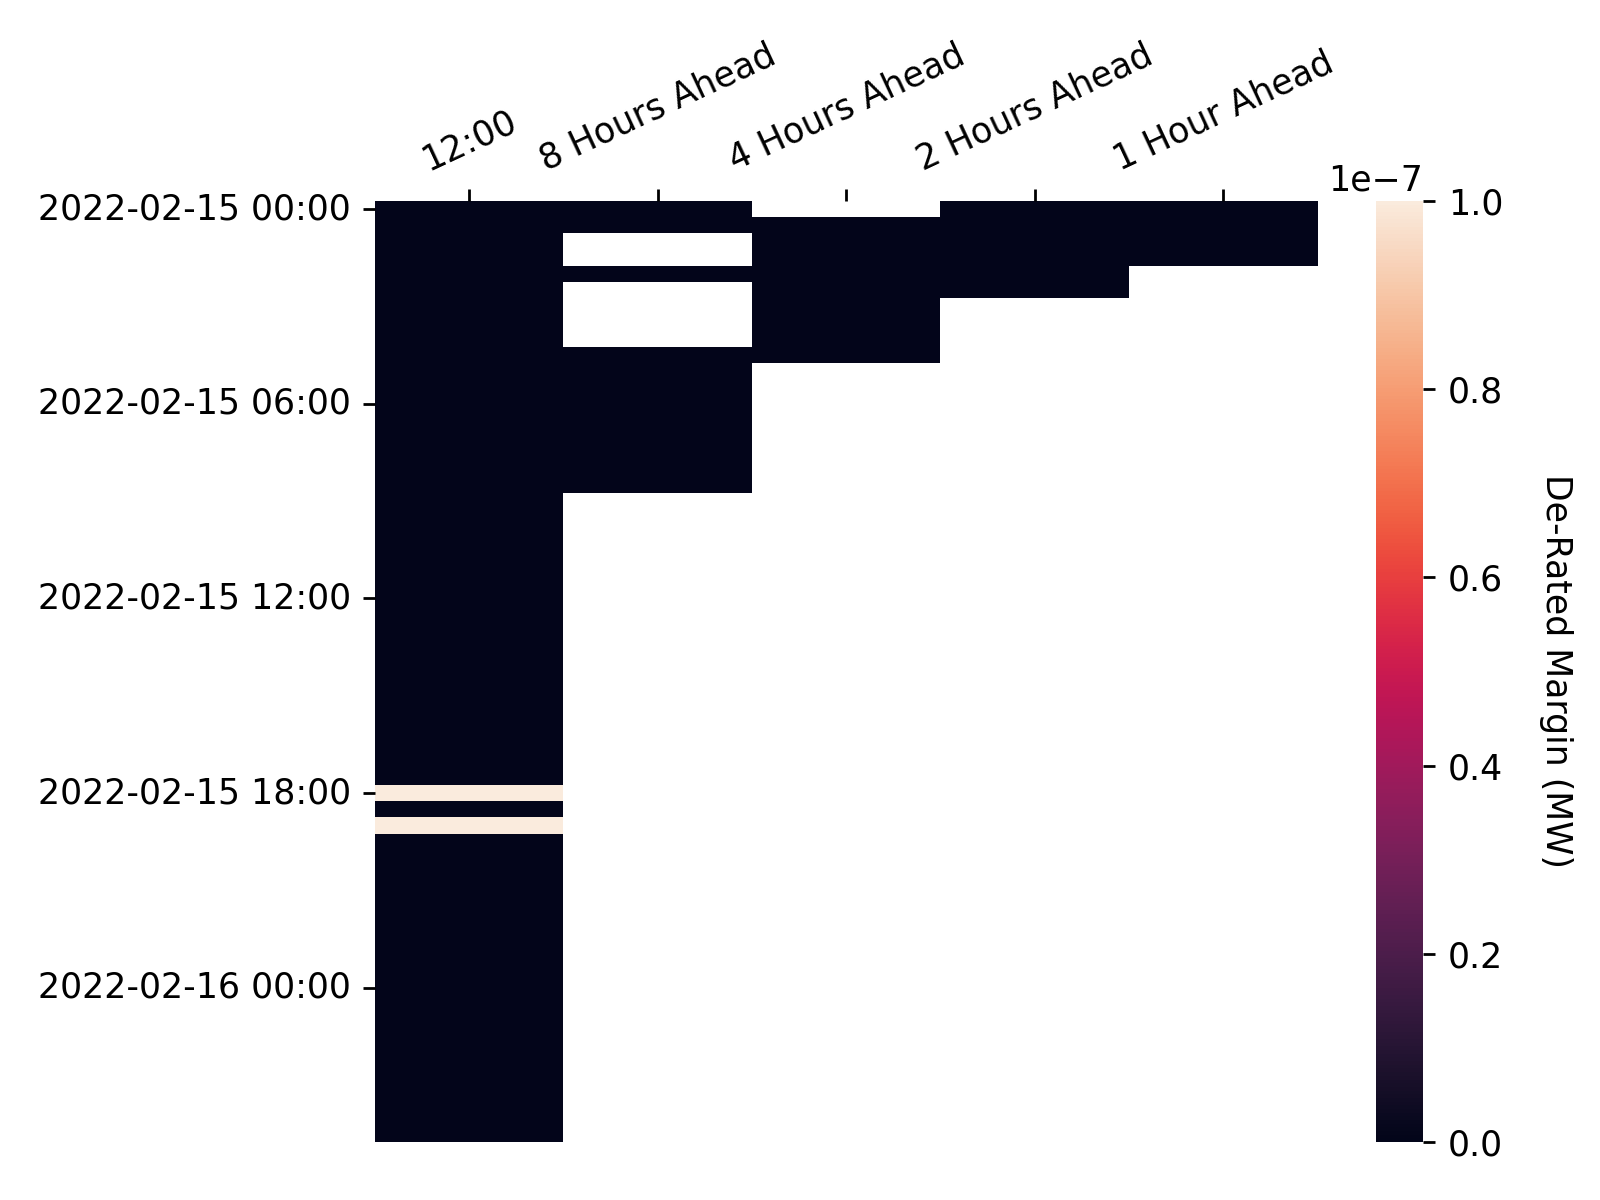 12:00
8 Hours Ahead
4 Hours Ahead
2 Hours Ahead
1 Hour Ahead
2022-02-15 00:00
2022-02-15 06:00
2022-02-15 12:00
2022-02-15 18:00
2022-02-16 00:00
1e−7
1.0
0.8
0.6
0.4
0.2
0.0
De-Rated Margin (MW)